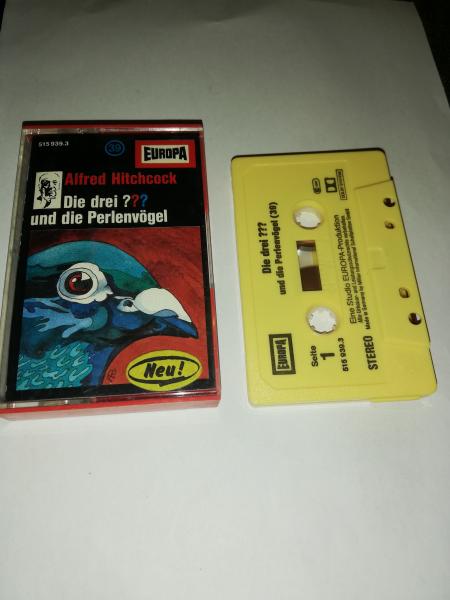 515 939.3
39
EUROPA
Alfred Hitchcock
Die drei ???
und die Perlenvögel
Neu!
Die drei ???
und die Perlenvögel (39)
EUROPA
Seite
1
515 939.3
STEREO
Eine Studio EUROPA-Produktion